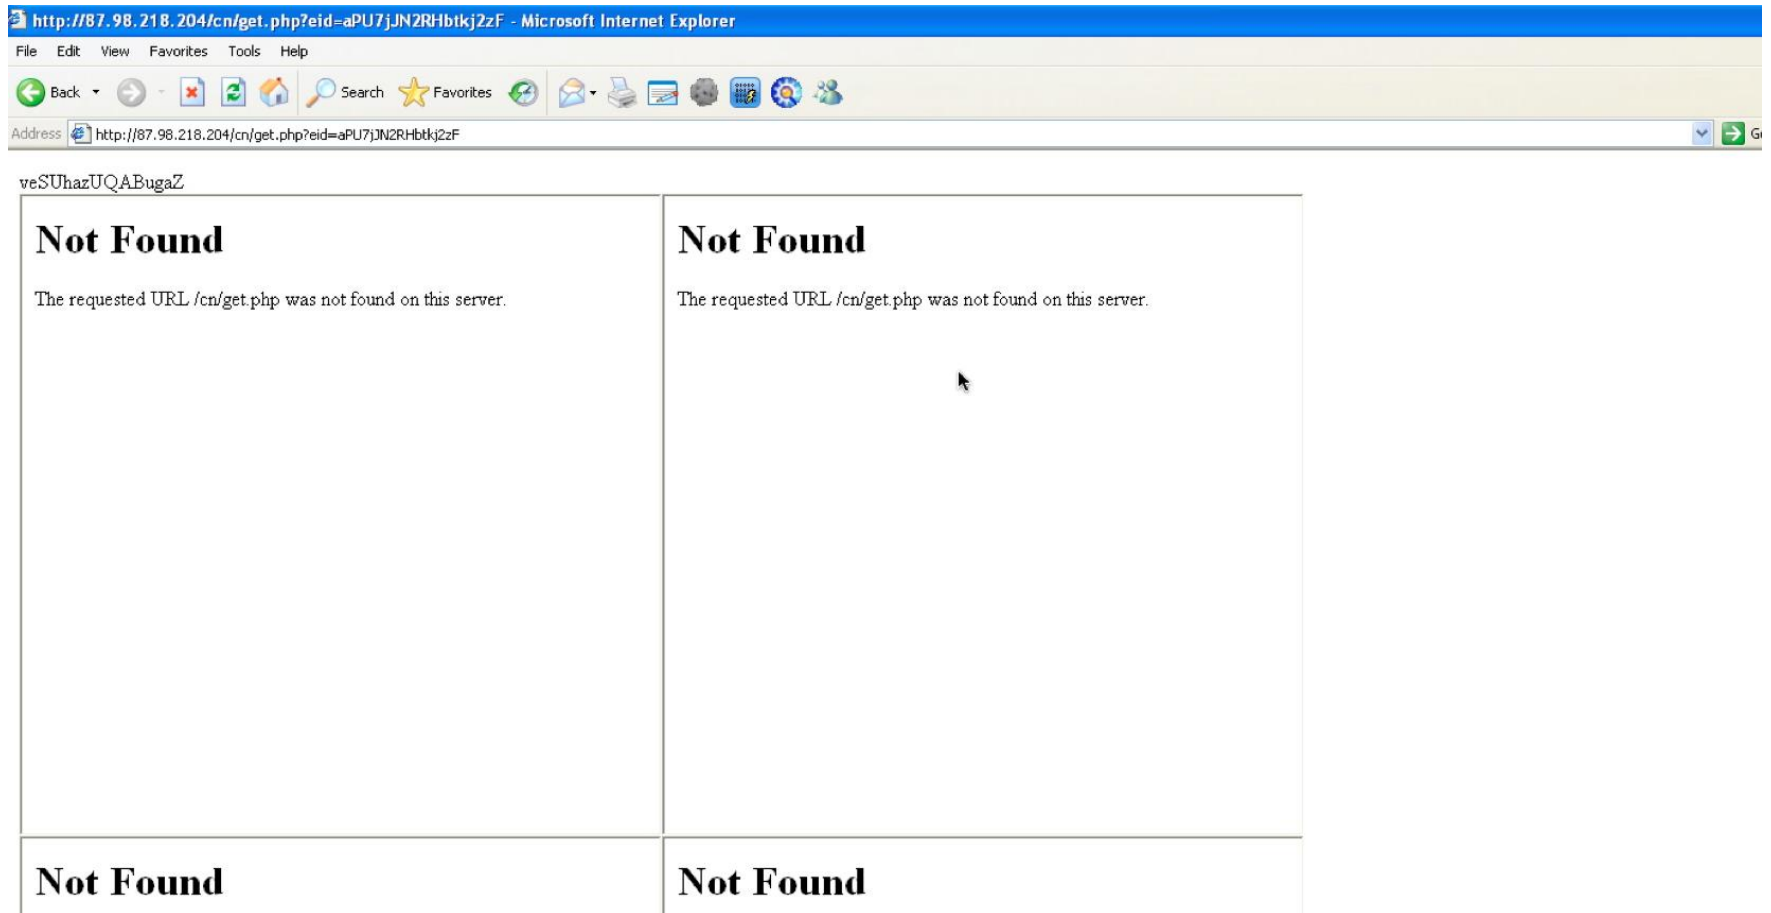 http://87.98.218.204/cn/get.php?eid=aPU7jJN2RHbtkj2zF - Microsoft Internet Explorer
File Edit View Favorites Tools Help
Back Search Favorites
Address http://87.98.218.204/cn/get.php?eid=aPU7jJN2RHbtkj2zF
veSUhazUQABugaZ
Not Found Not Found
The requested URL /cn/get.php was not found on this server. The requested URL /cn/get.php was not found on this server.
Not Found Not Found